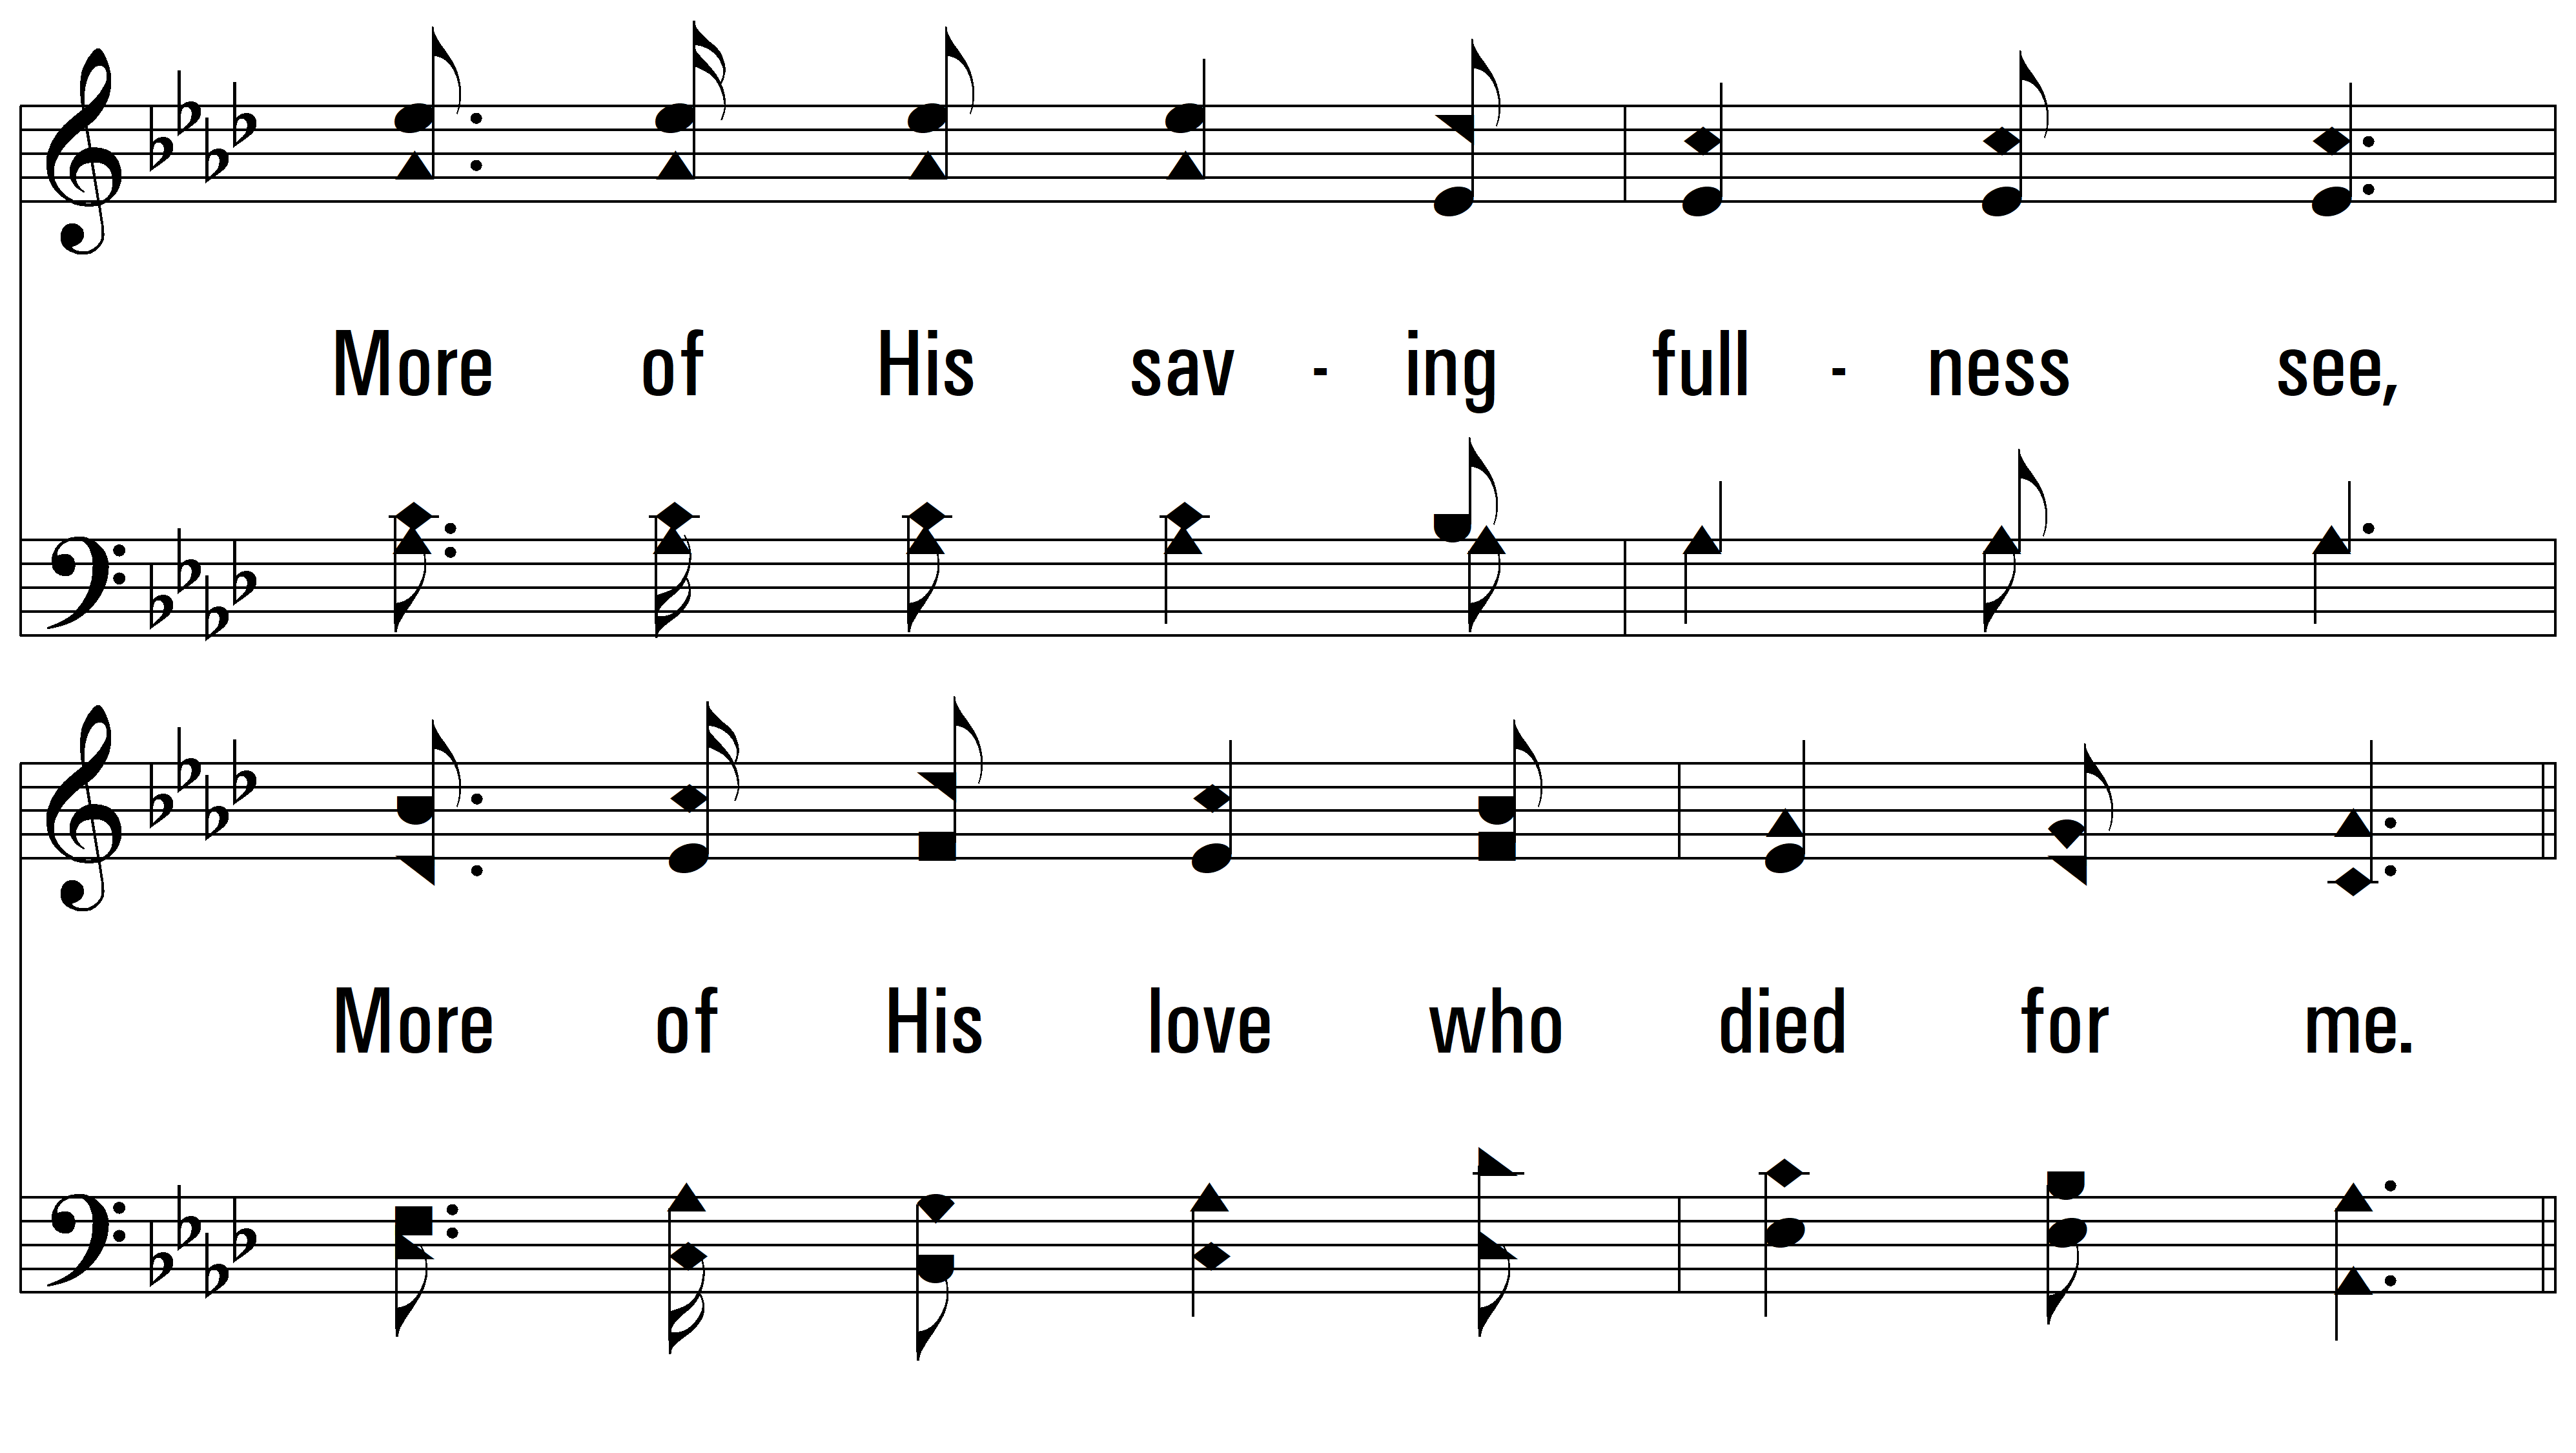 More of His sav - ing full - ness see,
More of His love who died for me.